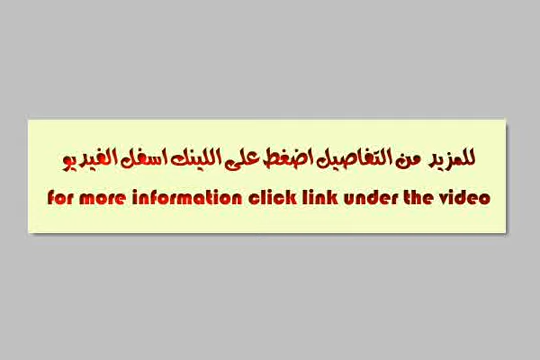 للمزيد من التفاصيل اضغط على اللينك اسفل الفيديو
for more information click link under the video